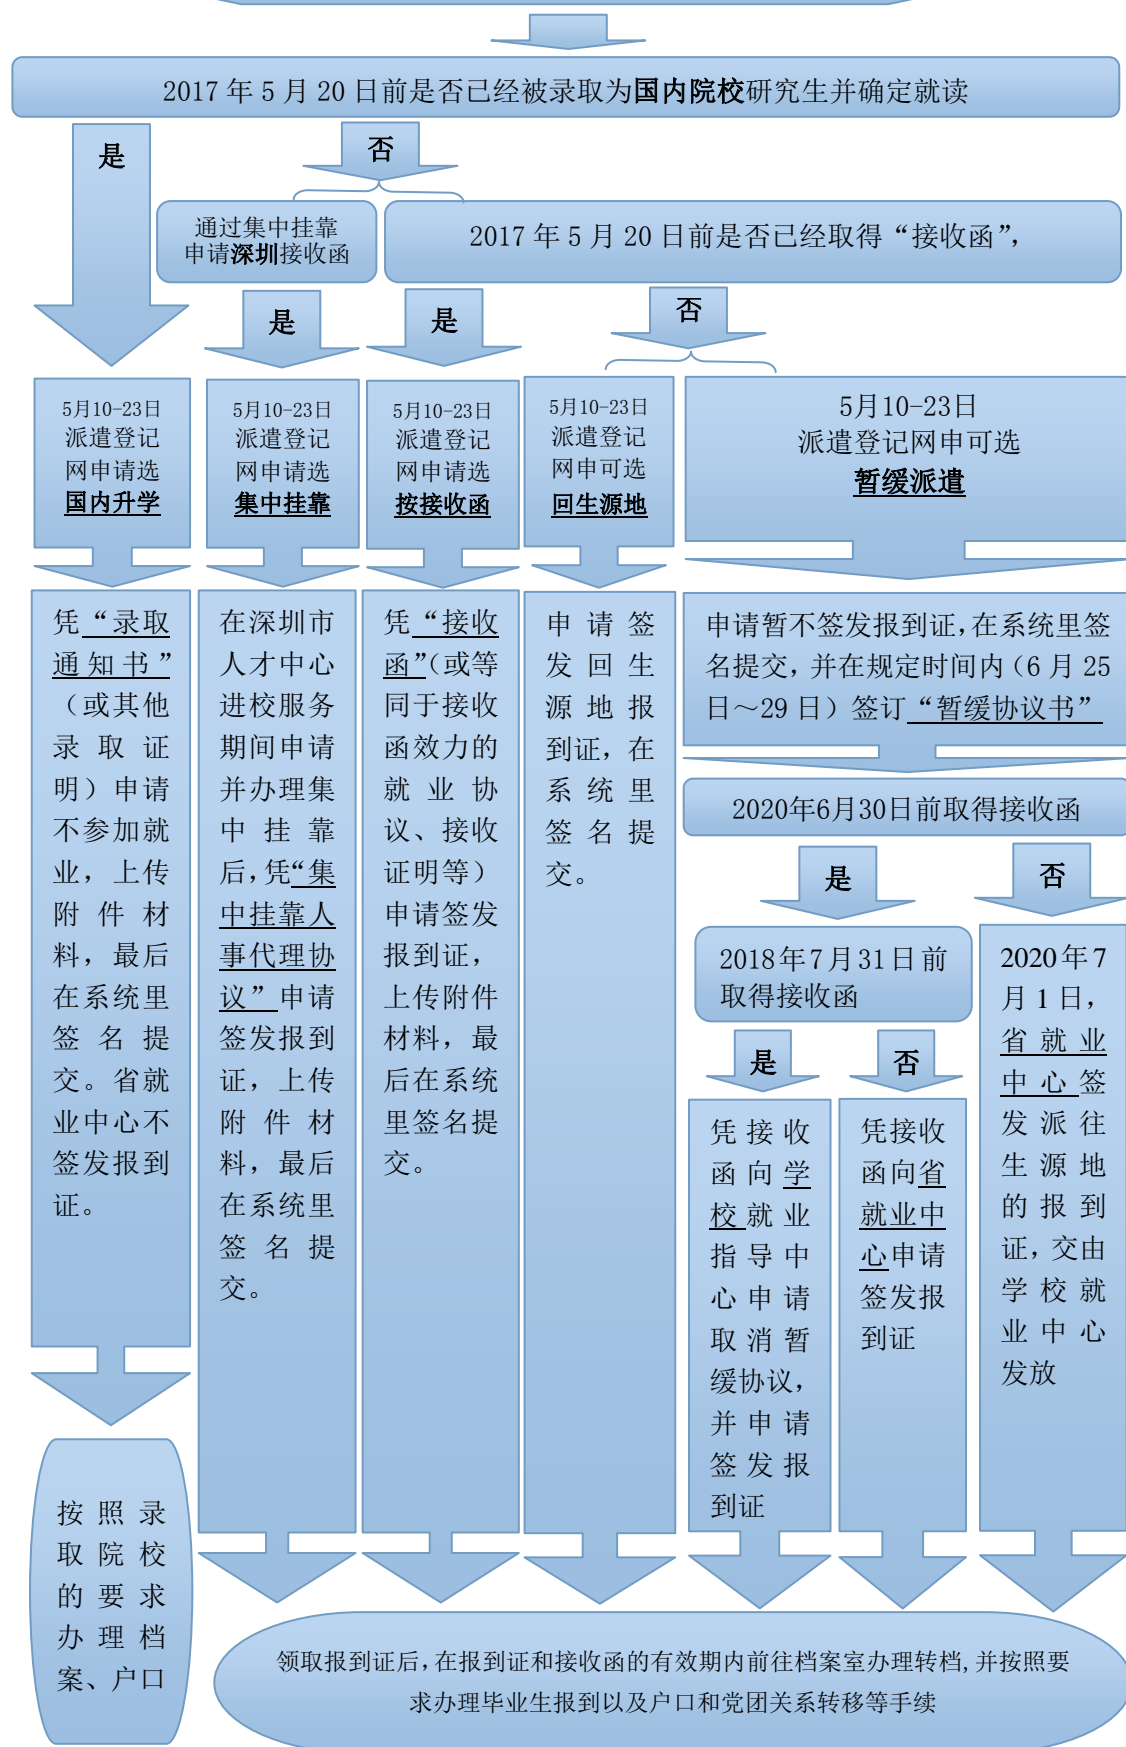 2017 年 5 月 20 日前是否已经被录取为国内院校研究生并确定就读
是
否
通过集中挂靠
申请深圳接收函
2017 年 5 月 20 日前是否已经取得“接收函”，
是
是
否
5月10-23日
派遣登记
网申请选
国内升学
5月10-23日
派遣登记
网申请选
集中挂靠
5月10-23日
派遣登记
网申请选
按接收函
5月10-23日
派遣登记
网申可选
回生源地
5月10-23日
派遣登记网申可选
暂缓派遣
凭“录取
通知书”
（或其他
录取证
明）申请
不参加就
业，上传
附件材
料，最后
在系统里
签名提
交。省就
业中心不
签发报到
证。
在深圳市
人才中心
进校服务
期间申请
并办理集
中挂靠
后，凭“集
中挂靠人
事代理协
议”申请
签发报到
证，上传
附件材
料，最后
在系统里
签名提
交。
凭“接收
函”（或等
同于接收
函效力的
就业协
议、接收
证明等）
申请签发
报到证，
上传附件
材料，最
后在系统
里签名提
交。
申请签
发回生
源地报
到证，在
系统里
签名提
交。
申请暂不签发报到证，在系统里签
名提交，并在规定时间内（6 月 25
日～29 日）签订“暂缓协议书”
2020年6月30日前取得接收函
是
否
2018年7月31日前
取得接收函
是
否
凭接收
函向学
校就业
指导中
心申请
取消暂
缓协议，
并申请
签发报
到证
凭接收
函向省
就业中
心申请
签发报
到证
2020年7
月1日，
省就业
中心签
发派往
生源地
的报到
证，交由
学校就
业中心
发放
按照录
取院校
的要求
办理档
案、户口
领取报到证后，在报到证和接收函的有效期内前往档案室办理转档,并按照要
求办理毕业生报到以及户口和党团关系转移等手续